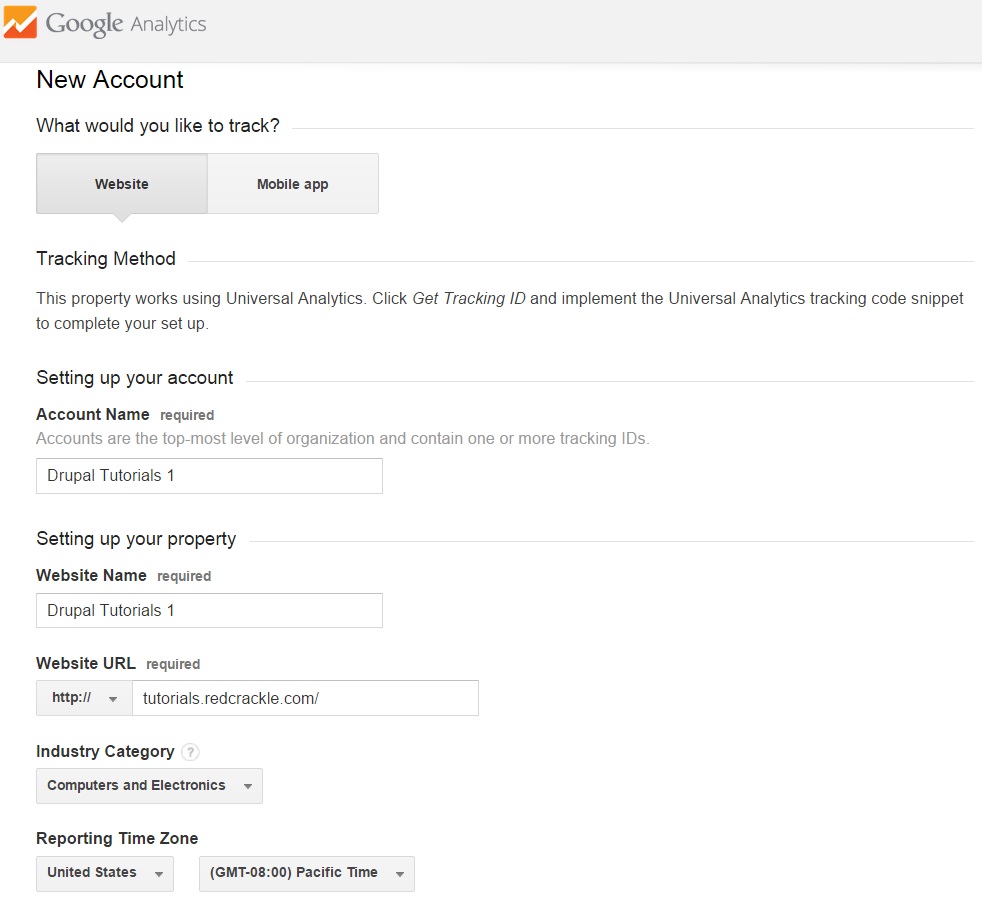 Google Analytics
New Account
What would you like to track?
Website Mobile app
Tracking Method
This property works using Universal Analytics. Click Get Tracking ID and implement the Universal Analytics tracking code snippet
to complete your set up.
Setting up your account
Account Name required
Accounts are the top-most level of organization and contain one or more tracking IDs.
Drupal Tutorials 1
Setting up your property
Website Name required
Drupal Tutorials 1
Website URL required
http:// tutorials.redcrackle.com/
Industry Category ?
Computers and Electronics
Reporting Time Zone
United States (GMT-08:00) Pacific Time